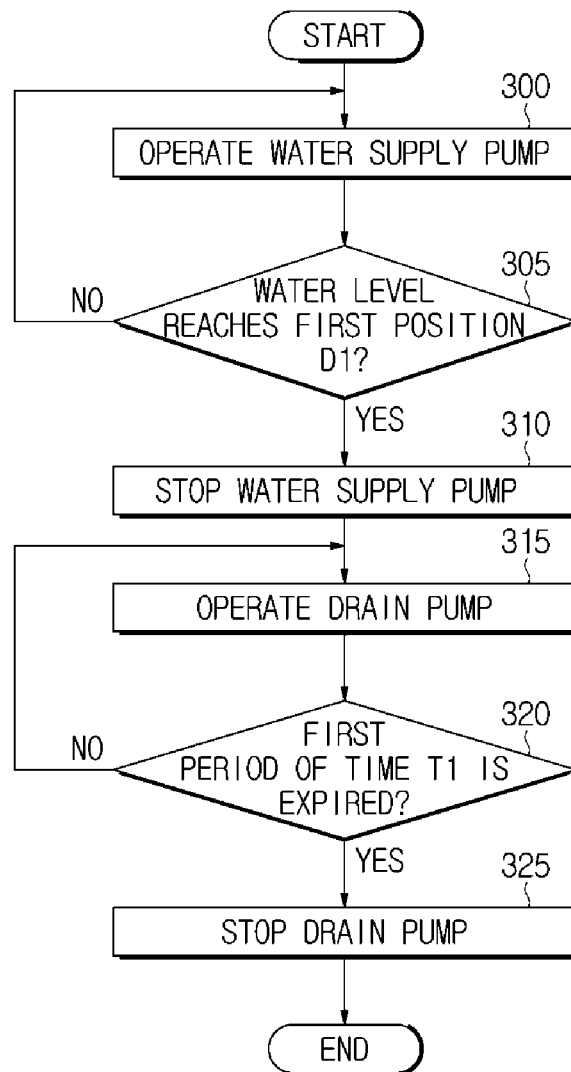 START
300
OPERATE WATER SUPPLY PUMP
305
WATER LEVEL
REACHES FIRST POSITION
D1?
NO
YES
310
STOP WATER SUPPLY PUMP
315
OPERATE DRAIN PUMP
320
FIRST
PERIOD OF TIME T1 IS
EXPIRED?
NO
YES
325
STOP DRAIN PUMP
END